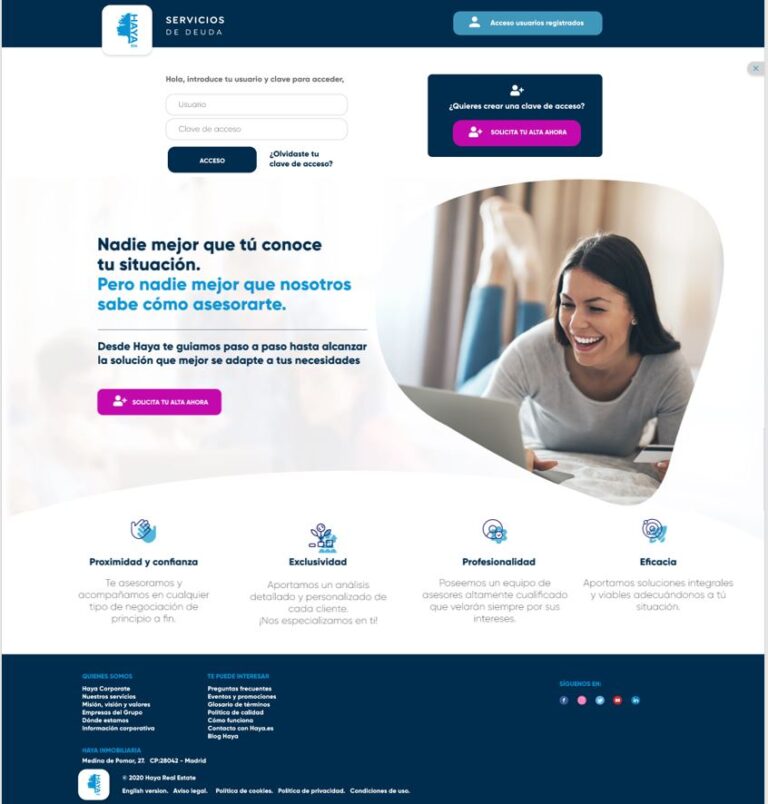 HAYA
SERVICIOS
DE DEUDA
Acceso usuarios registrados
Hola, introduce tu usuario y clave para acceder,
Usuario
Clave de acceso
ACCESO
¿Olvidaste tu
clave de acceso?
¿Quieres crear una clave de acceso?
SOLICITA TU ALTA AHORA
Nadie mejor que tú conoce
tu situación.
Pero nadie mejor que nosotros
sabe cómo asesorarte.
Desde Haya te guiamos paso a paso hasta alcanzar
la solución que mejor se adapte a tus necesidades
SOLICITA TU ALTA AHORA
Proximidad y confianza
Te asesoramos y
acompañamos en cualquier
tipo de negociación de
principio a fin.
Exclusividad
Aportamos un análisis
detallado y personalizado de
cada cliente.
¡Nos especializamos en ti!
Profesionalidad
Poseemos un equipo de
asesores altamente cualificado
que velarán siempre por sus
intereses.
Eficacia
Aportamos soluciones integrales
y viables adecuándonos a tú
situación.
QUIENES SOMOS
Haya Corporate
Nuestros servicios
Misión, visión y valores
Empresas del Grupo
Dónde estamos
Información corporativa
TE PUEDE INTERESAR
Preguntas frecuentes
Eventos y promociones
Glosario de términos
Política de calidad
Cómo funciona
Contacto con Haya.es
Blog Haya
SÍGUENOS EN:
HAYA INMOBILIARIA
Medina de Pomar, 27. CP:28042 - Madrid
HAYA
© 2020 Haya Real Estate
English version. Aviso legal. Política de cookies. Política de privacidad. Condiciones de uso.